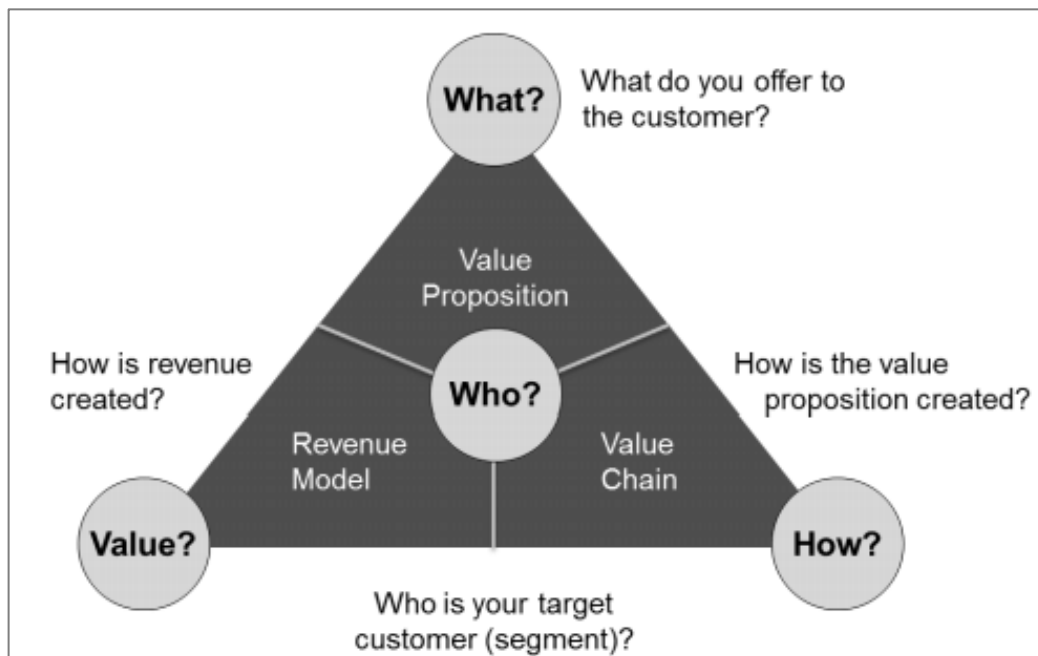 What?
What do you offer to
the customer?
Value
Proposition
How is revenue
created?
Who?
How is the value
proposition created?
Revenue
Model
Value
Chain
Value?
How?
Who is your target
customer (segment)?